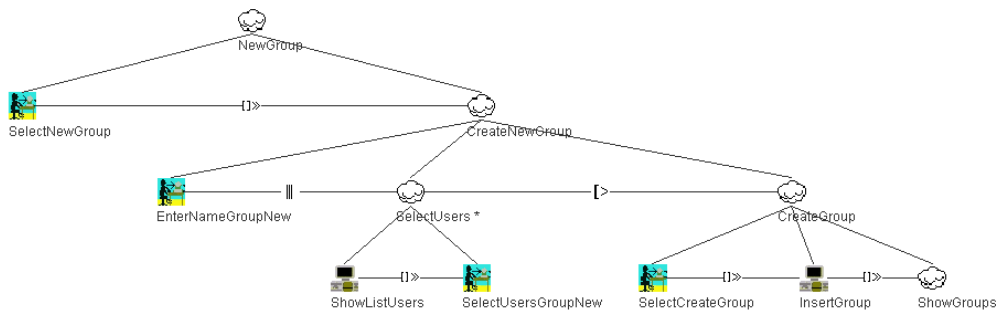 NewGroup
[]>>
SelectNewGroup
CreateNewGroup
|||
[>
EnterNameGroupNew
SelectUsers *
CreateGroup
[]>>
[]>>
[]>>
ShowListUsers
SelectUsersGroupNew
SelectCreateGroup
InsertGroup
ShowGroups